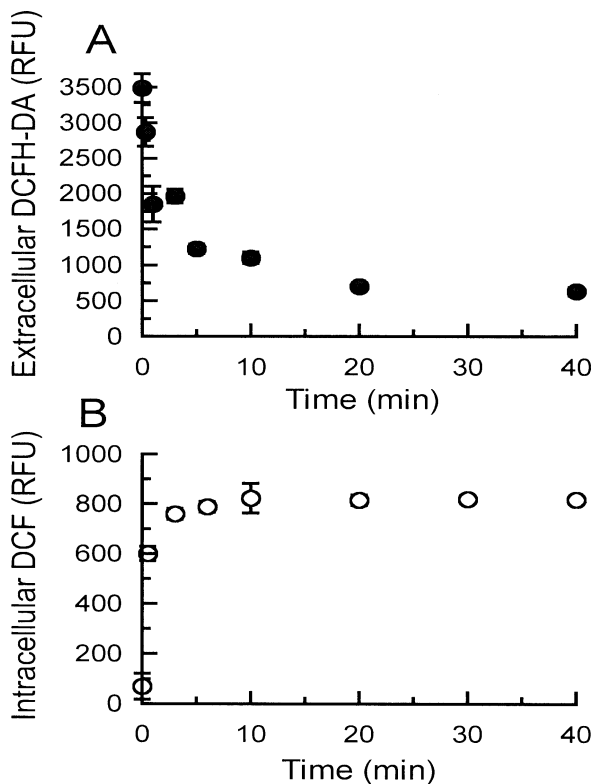 A
Extracellular DCFH-DA (RFU)
3500
3000
2500
2000
1500
1000
500
0
0 10 20 30 40
Time (min)
B
Intracellular DCF (RFU)
1000
800
600
400
200
0
0 10 20 30 40
Time (min)